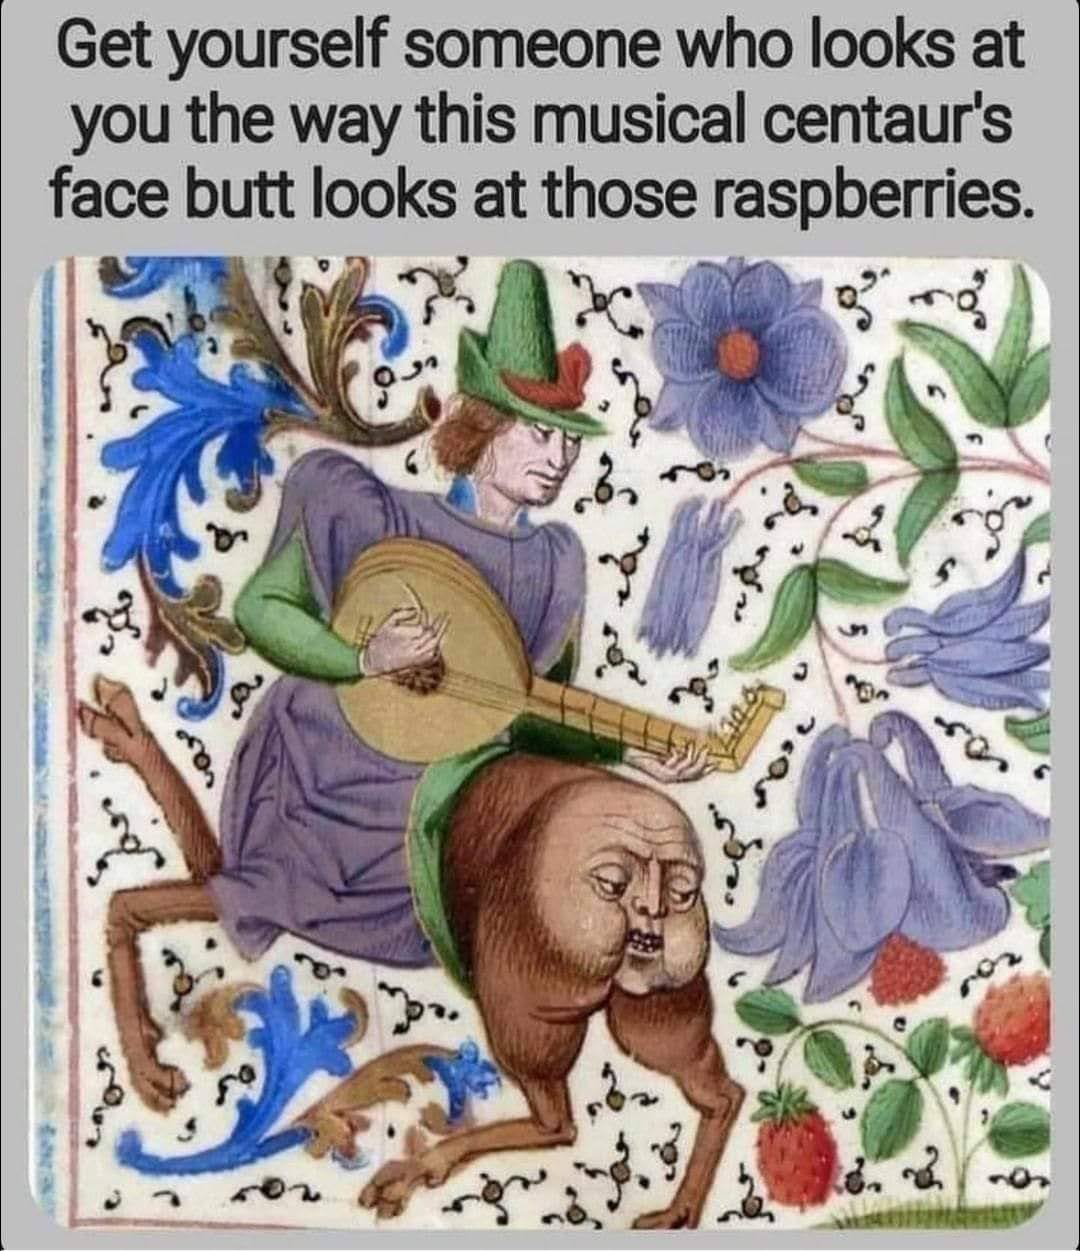 Get yourself someone who looks at
you the way this musical centaur's
face butt looks at those raspberries.